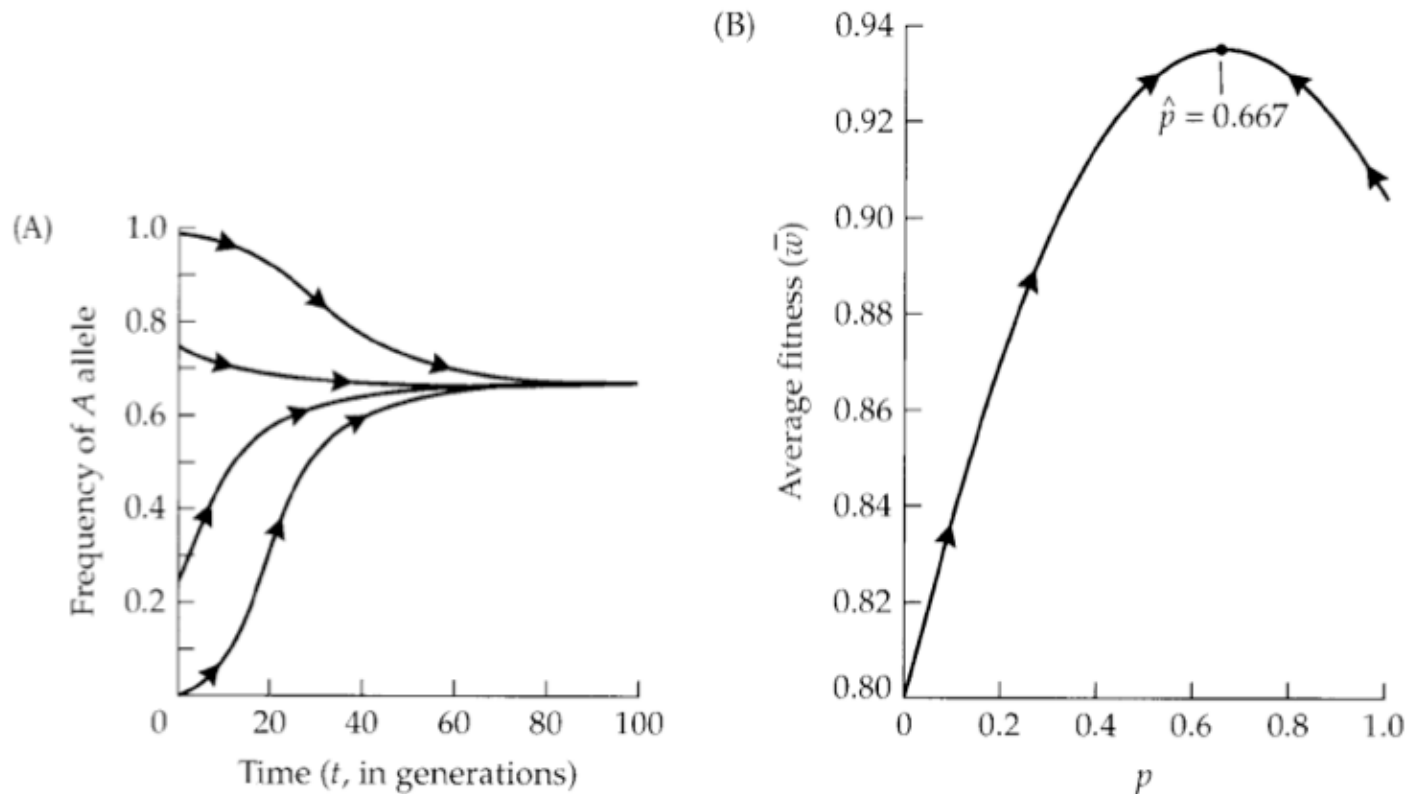 (A)
1.0
0.8
0.6
0.4
0.2
0 20 40 60 80 100
Frequency of A allele
Time (t, in generations)
(B)
0.94
0.92
0.90
0.88
0.86
0.84
0.82
0.80
0 0.2 0.4 0.6 0.8 1.0
Average fitness (w̄)
p̂ = 0.667
p